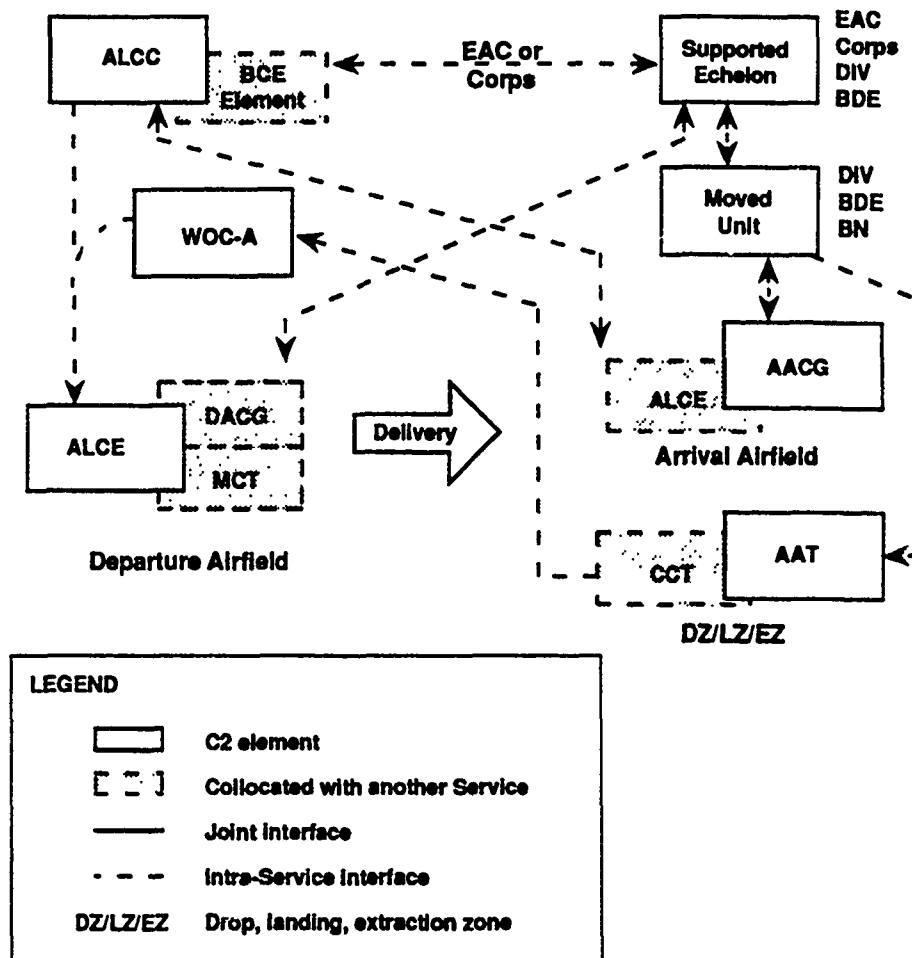 ALCC
BCE
Element
EAC or
Corps
Supported
Echelon
EAC
Corps
DIV
BDE
WOC-A
Moved
Unit
DIV
BDE
BN
ALCE
DACG
MCT
Delivery
ALCE
AACG
Arrival Airfield
Departure Airfield
CCT
AAT
DZ/LZ/EZ
LEGEND
C2 element
Collocated with another Service
Joint interface
Intra-Service interface
DZ/LZ/EZ Drop, landing, extraction zone